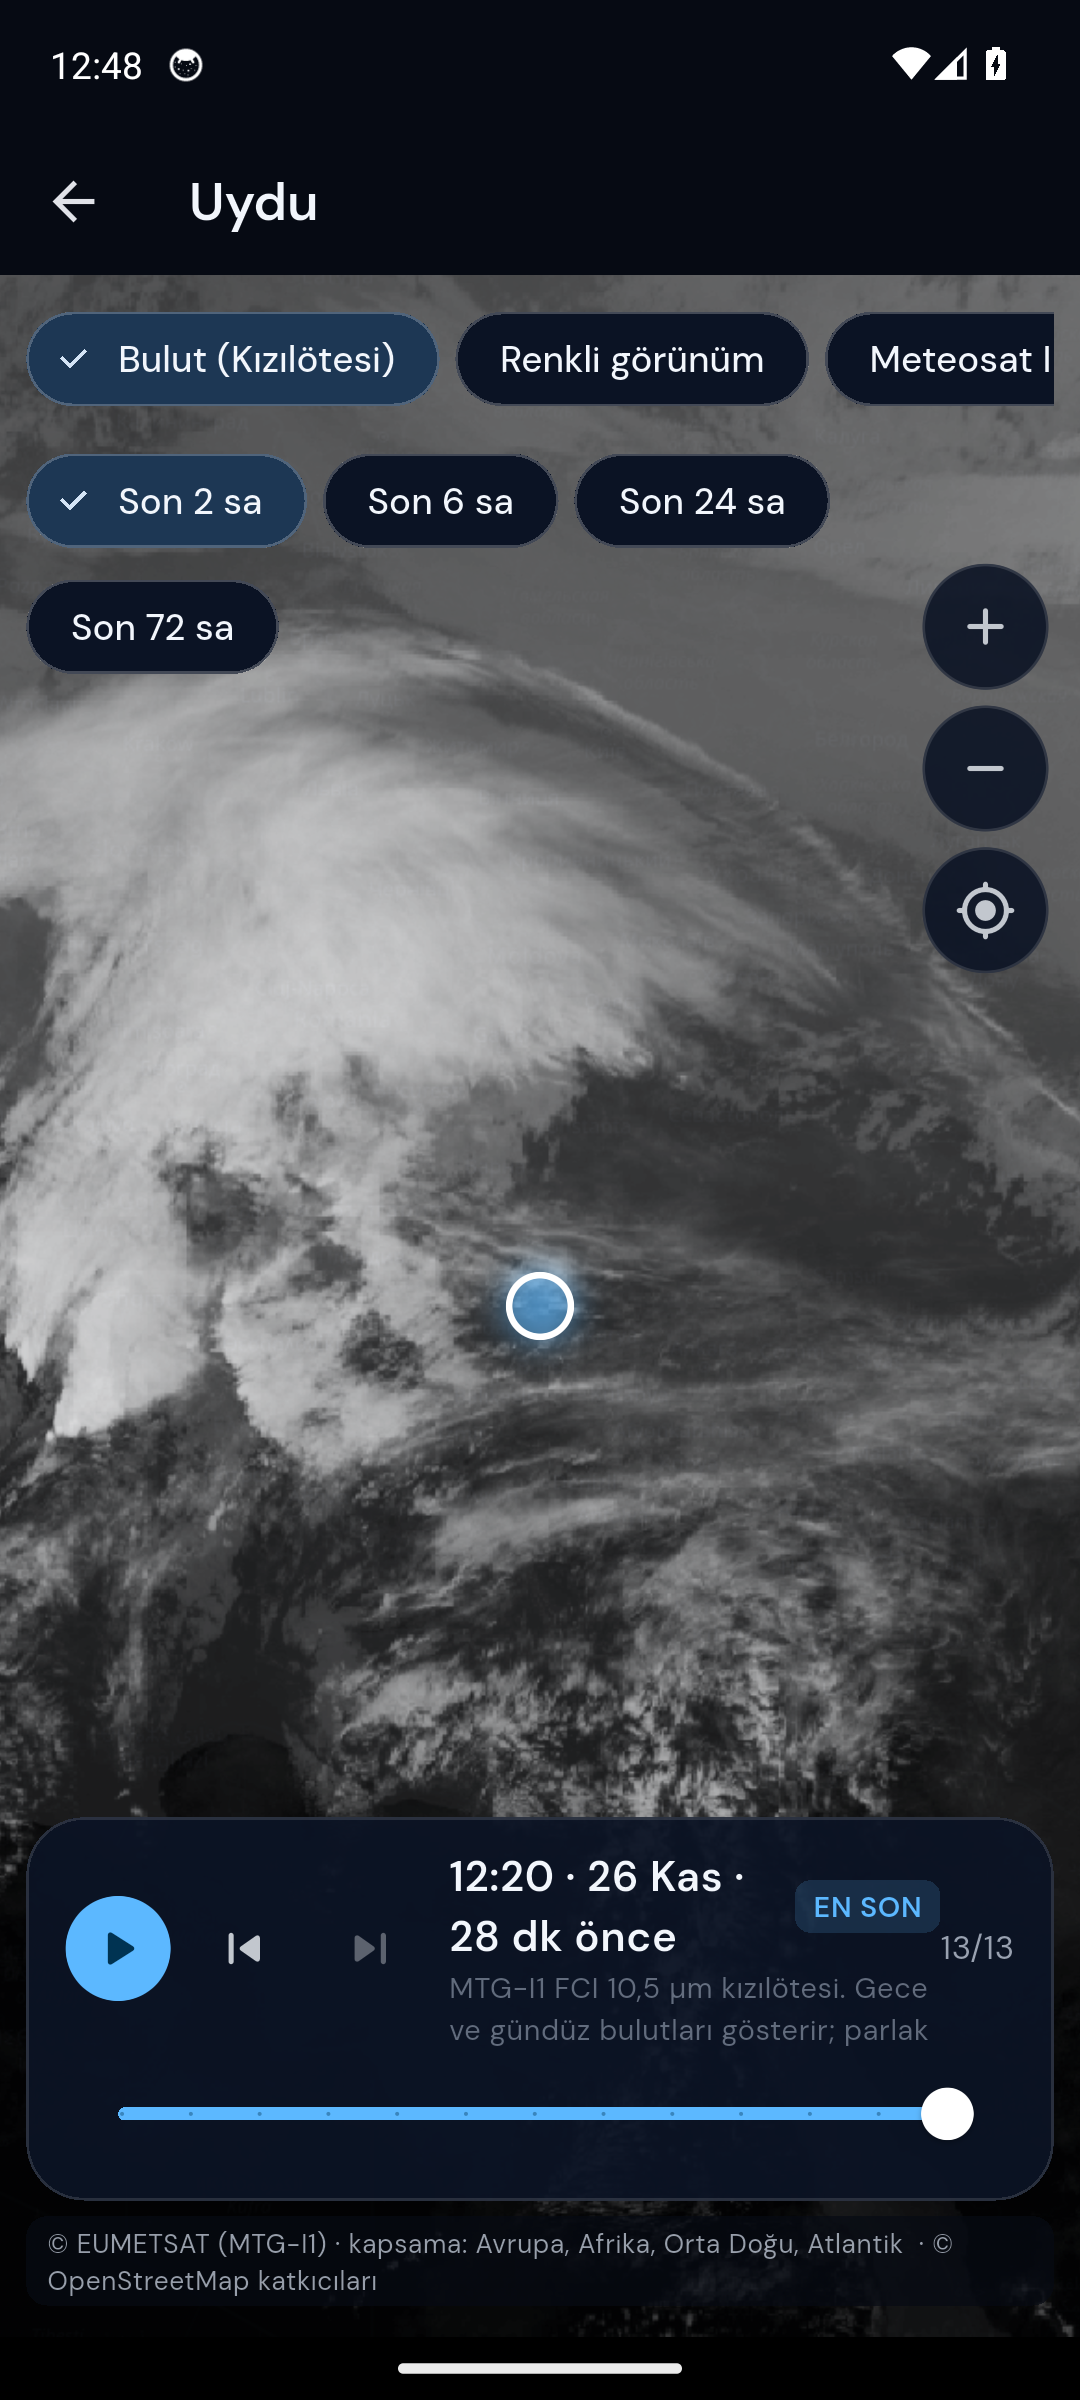 12:48
Uydu
Bulut (Kızılötesi)
Renkli görünüm
Meteosat I
Son 2 sa
Son 6 sa
Son 24 sa
Son 72 sa
Белгород
12:20 · 26 Kas ·
28 dk önce
EN SON
13/13
MTG-I1 FCI 10,5 µm kızılötesi. Gece
ve gündüz bulutları gösterir; parlak
© EUMETSAT (MTG-I1) · kapsama: Avrupa, Afrika, Orta Doğu, Atlantik · ©
OpenStreetMap katkıcıları